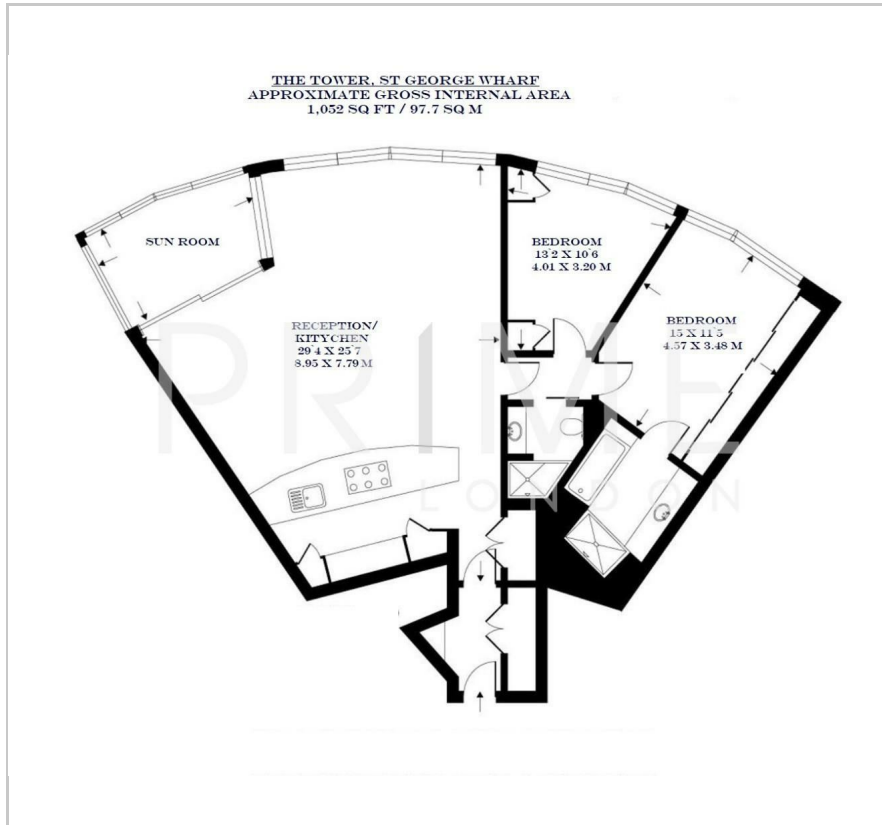 THE TOWER, ST GEORGE WHARF
APPROXIMATE GROSS INTERNAL AREA
1,052 SQ FT / 97.7 SQ M
SUN ROOM
BEDROOM
13'2 X 10'6
4.01 X 3.20 M
BEDROOM
15 X 11'5
4.57 X 3.48 M
RECEPTION/
KITYCHEN
29'4 X 25'7
8.95 X 7.79 M
PRIME
LONDON